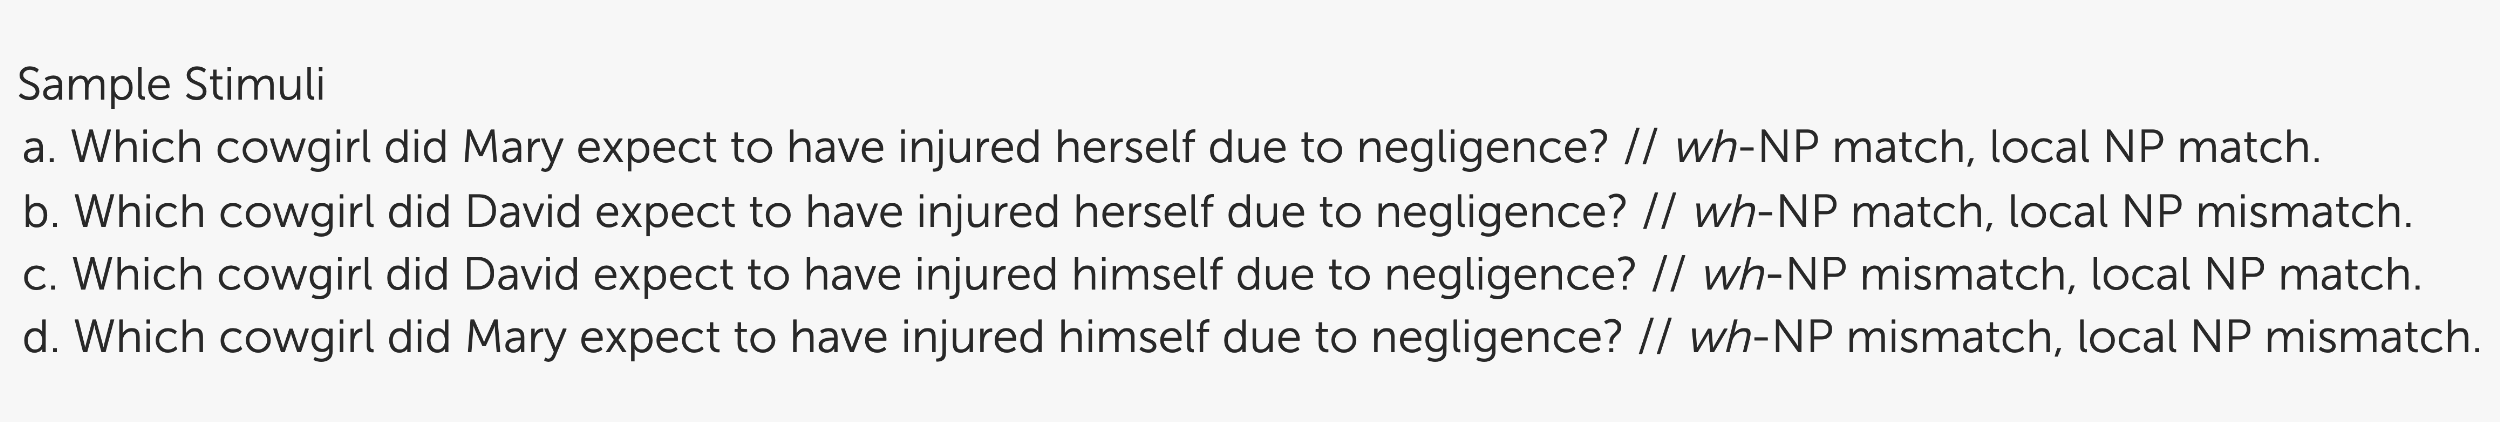 Sample Stimuli
a. Which cowgirl did Mary expect to have injured herself due to negligence? // wh-NP match, local NP match.
b. Which cowgirl did David expect to have injured herself due to negligence? // wh-NP match, local NP mismatch.
c. Which cowgirl did David expect to have injured himself due to negligence? // wh-NP mismatch, local NP match.
d. Which cowgirl did Mary expect to have injured himself due to negligence? // wh-NP mismatch, local NP mismatch.